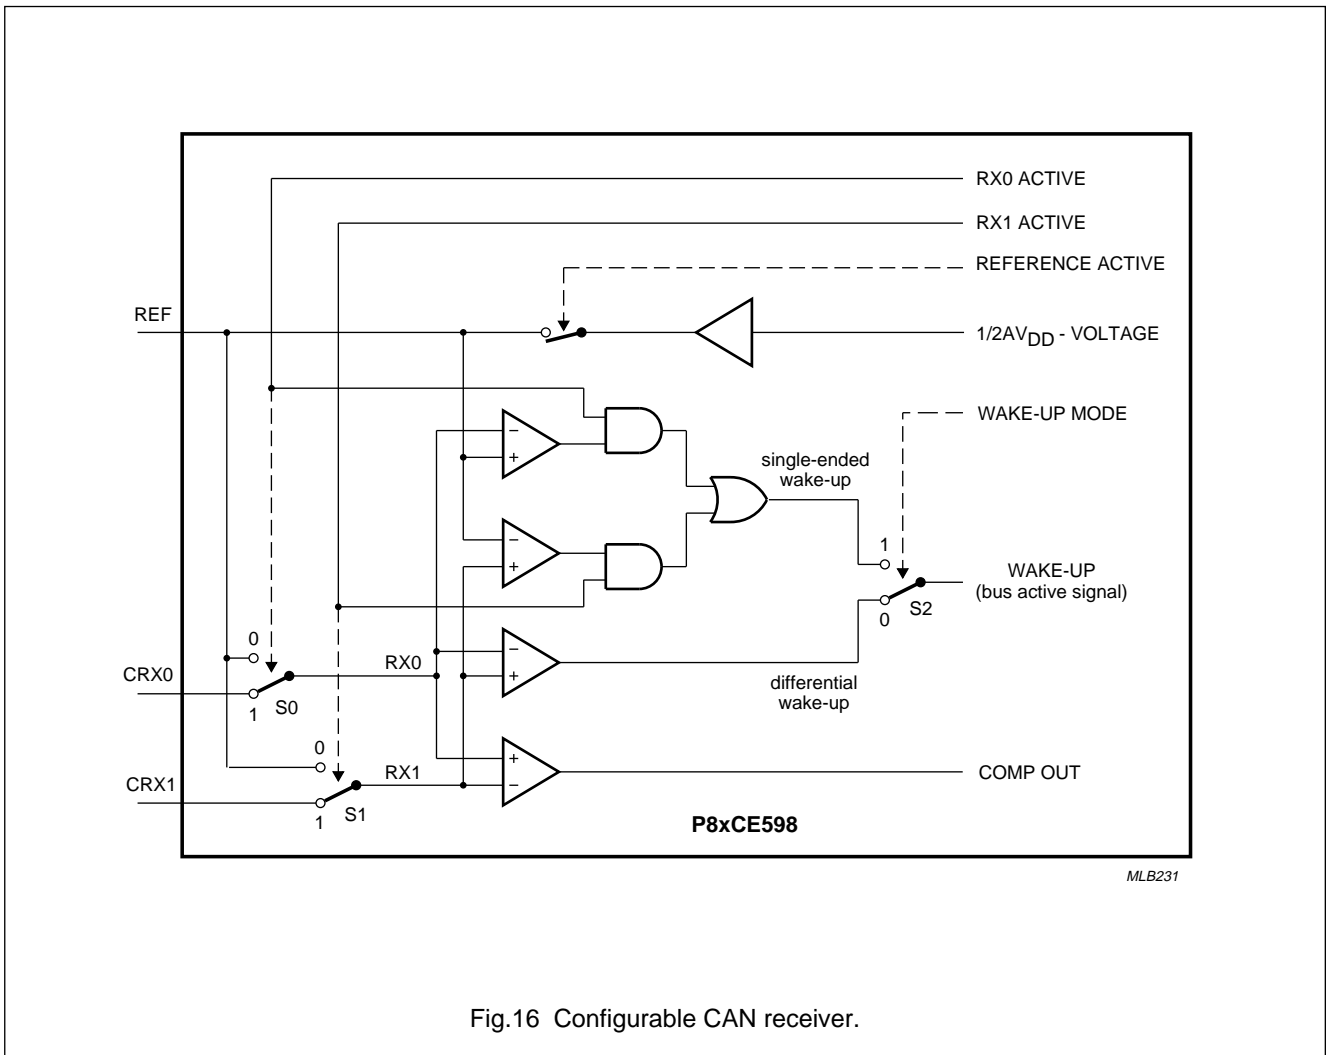 RX0 ACTIVE
RX1 ACTIVE
REFERENCE ACTIVE
REF
1/2AVDD - VOLTAGE
WAKE-UP MODE
−
+
single-ended
wake-up
−
+
1
WAKE-UP
(bus active signal)
S2
0
0
−
+
RX0
CRX0
S0
1
differential
wake-up
0
+
−
RX1
COMP OUT
CRX1
S1
1
P8xCE598
MLB231
Fig.16 Configurable CAN receiver.